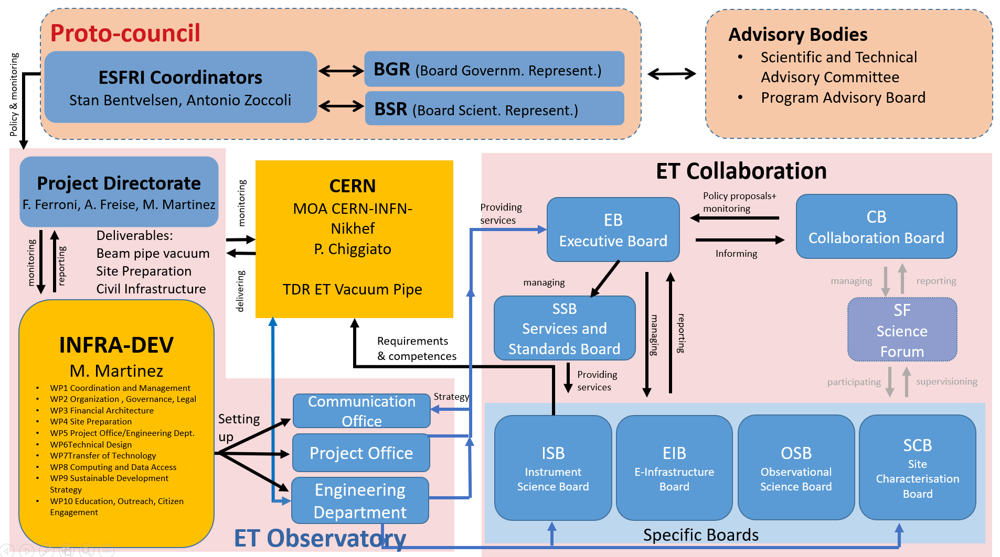 Proto-council
ESFRI Coordinators
Stan Bentvelsen, Antonio Zoccoli
BGR (Board Governm. Represent.)
BSR (Board Scient. Represent.)
Advisory Bodies
• Scientific and Technical
Advisory Committee
• Program Advisory Board
Policy & monitoring
Project Directorate
F. Ferroni, A. Freise, M. Martinez
monitoring
reporting
Deliverables:
Beam pipe vacuum
Site Preparation
Civil Infrastructure
monitoring
delivering
CERN
MOA CERN-INFN-
Nikhef
P. Chiggiato
TDR ET Vacuum Pipe
INFRA-DEV
M. Martinez
• WP1 Coordination and Management
• WP2 Organization , Governance, Legal
• WP3 Financial Architecture
• WP4 Site Preparation
• WP5 Project Office/Engineering Dept.
• WP6Technical Design
• WP7Transfer of Technology
• WP8 Computing and Data Access
• WP9 Sustainable Development
Strategy
• WP10 Education, Outreach, Citizen
Engagement
Setting
up
Communication
Office
Project Office
Engineering
Department
ET Observatory
Strategy
Requirements
& competences
Providing
services
ET Collaboration
EB
Executive Board
Policy proposals+
monitoring
Informing
CB
Collaboration Board
managing
SSB
Services and
Standards Board
Providing
services
managing
reporting
managing
reporting
SF
Science
Forum
participating
supervisioning
ISB
Instrument
Science Board
EIB
E-Infrastructure
Board
OSB
Observational
Science Board
SCB
Site
Characterisation
Board
Specific Boards